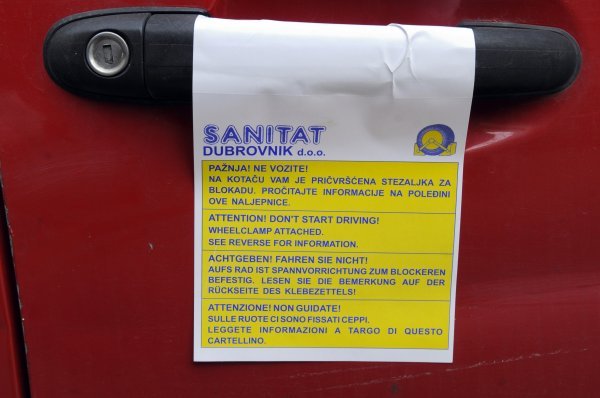 SANITAT
DUBROVNIK d.o.o.
PAŽNJA! NE VOZITE!
NA KOTAČU VAM JE PRIČVRŠĆENA STEZALJKA ZA
BLOKADU. PROČITAJTE INFORMACIJE NA POLEĐINI
OVE NALJEPNICE.
ATTENTION! DON'T START DRIVING!
WHEELCLAMP ATTACHED.
SEE REVERSE FOR INFORMATION.
ACHTGEBEN! FAHREN SIE NICHT!
AUFS RAD IST SPANNVORRICHTUNG ZUM BLOCKEREN
BEFESTIG. LESEN SIE DIE BEMERKUNG AUF DER
RÜCKSEITE DES KLEBEZETTELS!
ATTENZIONE! NON GUIDATE!
SULLE RUOTE CI SONO FISSATI CEPPI.
LEGGETE INFORMAZIONI A TARGO DI QUESTO
CARTELLINO.